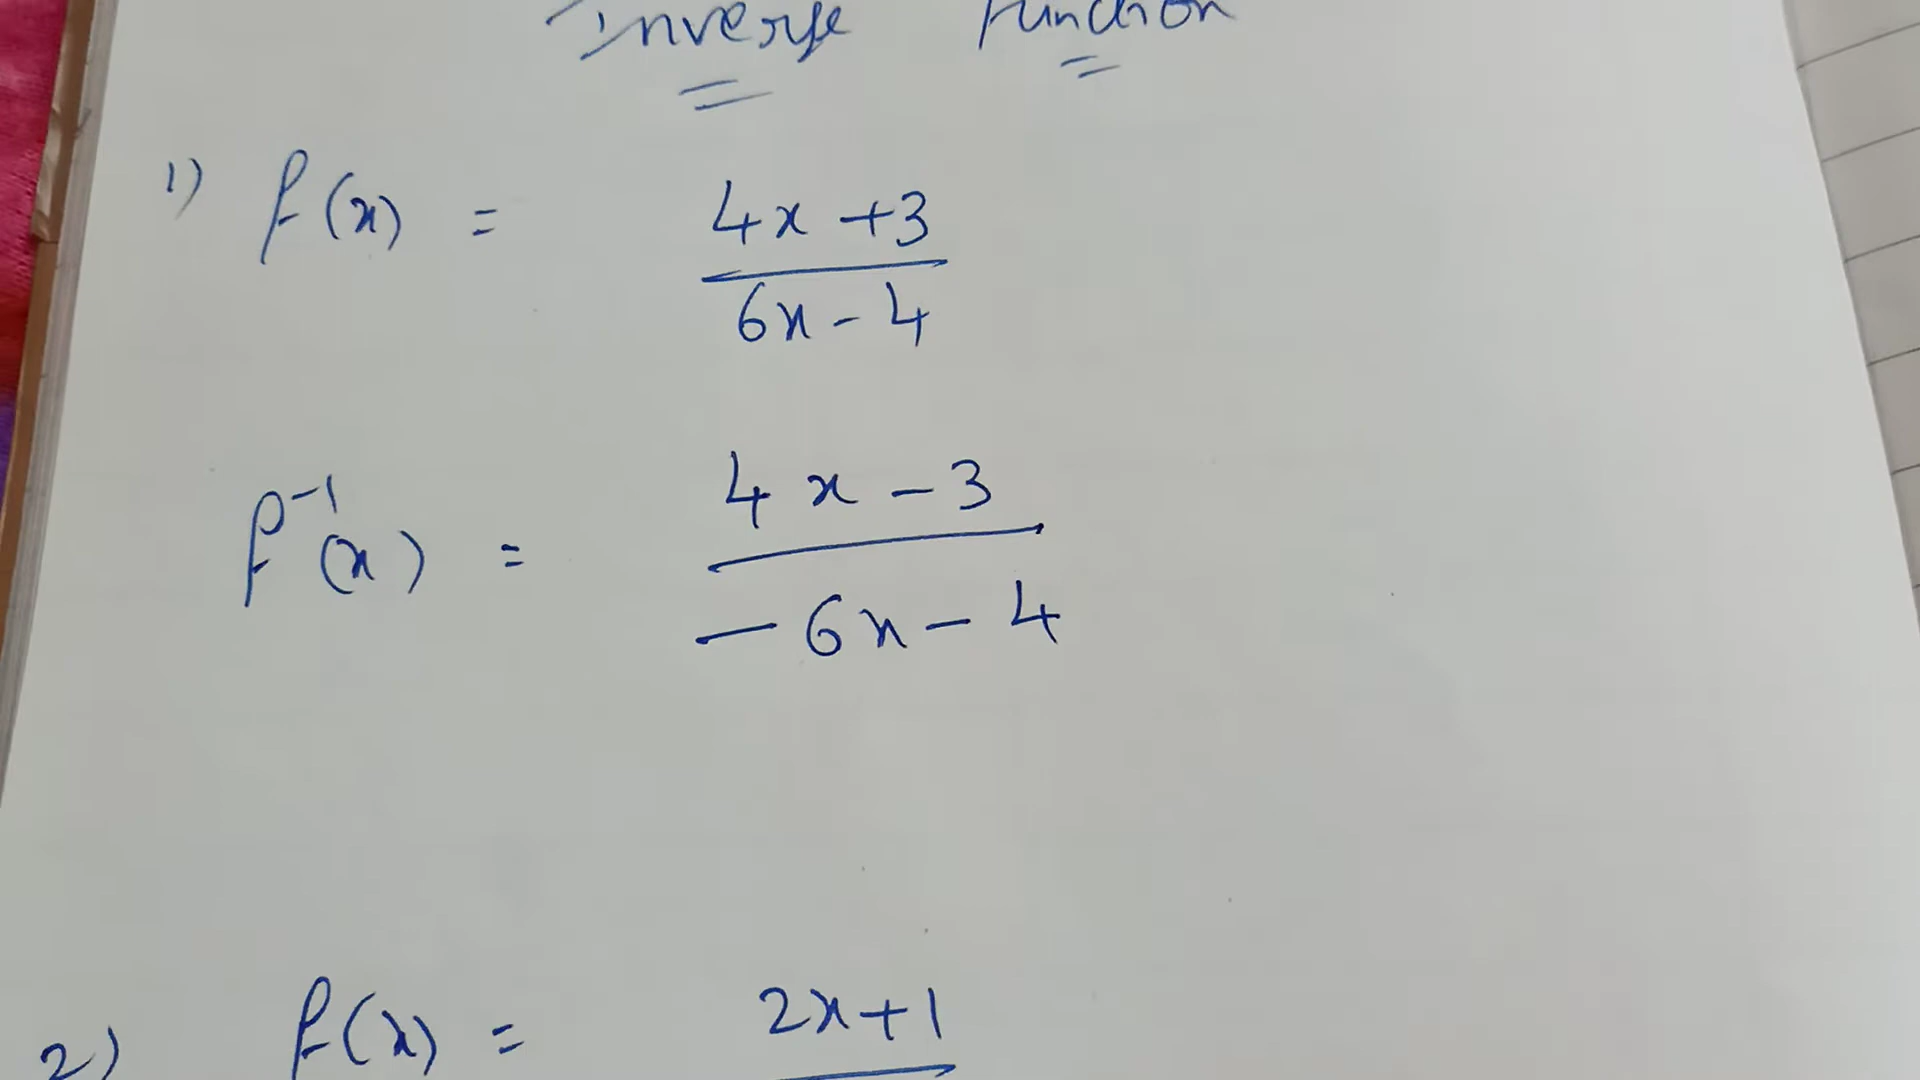 Inverse function
1) f(x) = 4x + 3 / 6x - 4
f⁻¹(x) = 4x - 3 / - 6x - 4
2) f(x) = 2x + 1